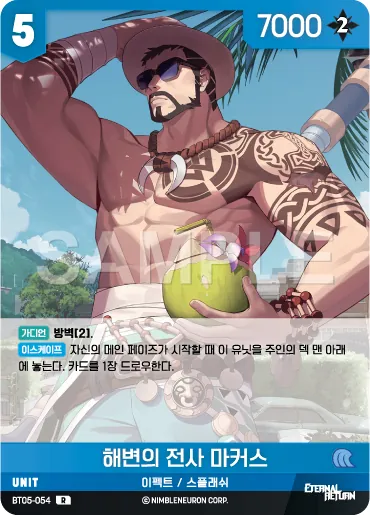 5
7000 2
SAMPLE
가디언 방벽[2].
이스케이프 자신의 메인 페이즈가 시작할 때 이 유닛을 주인의 덱 맨 아래
에 놓는다. 카드를 1장 드로우한다.
해변의 전사 마커스
UNIT
이펙트 / 스플래쉬
BT05-054 R
© NIMBLENEURON CORP.
ETERNAL
RETURN